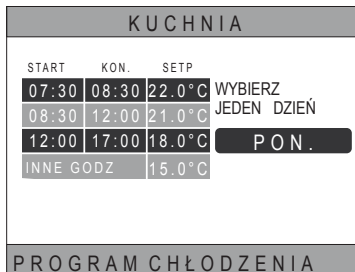 KUCHNIA
START KON. SETP
07:30 08:30 22.0°C
08:30 12:00 21.0°C
12:00 17:00 18.0°C
INNE GODZ 15.0°C
WYBIERZ
JEDEN DZIEŃ
PON.
PROGRAM CHŁODZENIA